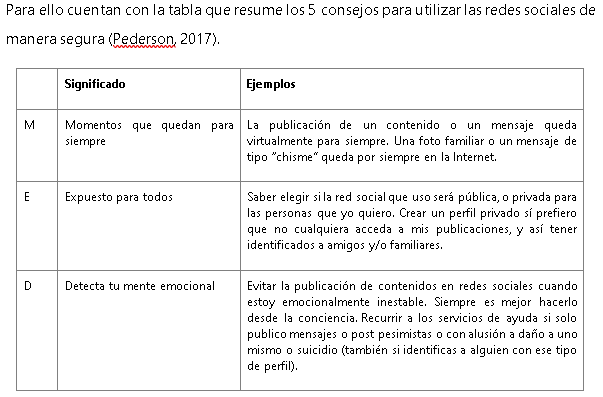 Para ello cuentan con la tabla que resume los 5 consejos para utilizar las redes sociales de
manera segura (Pederson, 2017).
Significado
Ejemplos
M
Momentos que quedan para
siempre
La publicación de un contenido o un mensaje queda
virtualmente para siempre. Una foto familiar o un mensaje de
tipo "chisme" queda por siempre en la Internet.
E
Expuesto para todos
Saber elegir si la red social que uso será pública, o privada para
las personas que yo quiero. Crear un perfil privado sí prefiero
que no cualquiera acceda a mis publicaciones, y así tener
identificados a amigos y/o familiares.
D
Detecta tu mente emocional
Evitar la publicación de contenidos en redes sociales cuando
estoy emocionalmente inestable. Siempre es mejor hacerlo
desde la conciencia. Recurrir a los servicios de ayuda si solo
publico mensajes o post pesimistas o con alusión a daño a uno
mismo o suicidio (también si identificas a alguien con ese tipo
de perfil).